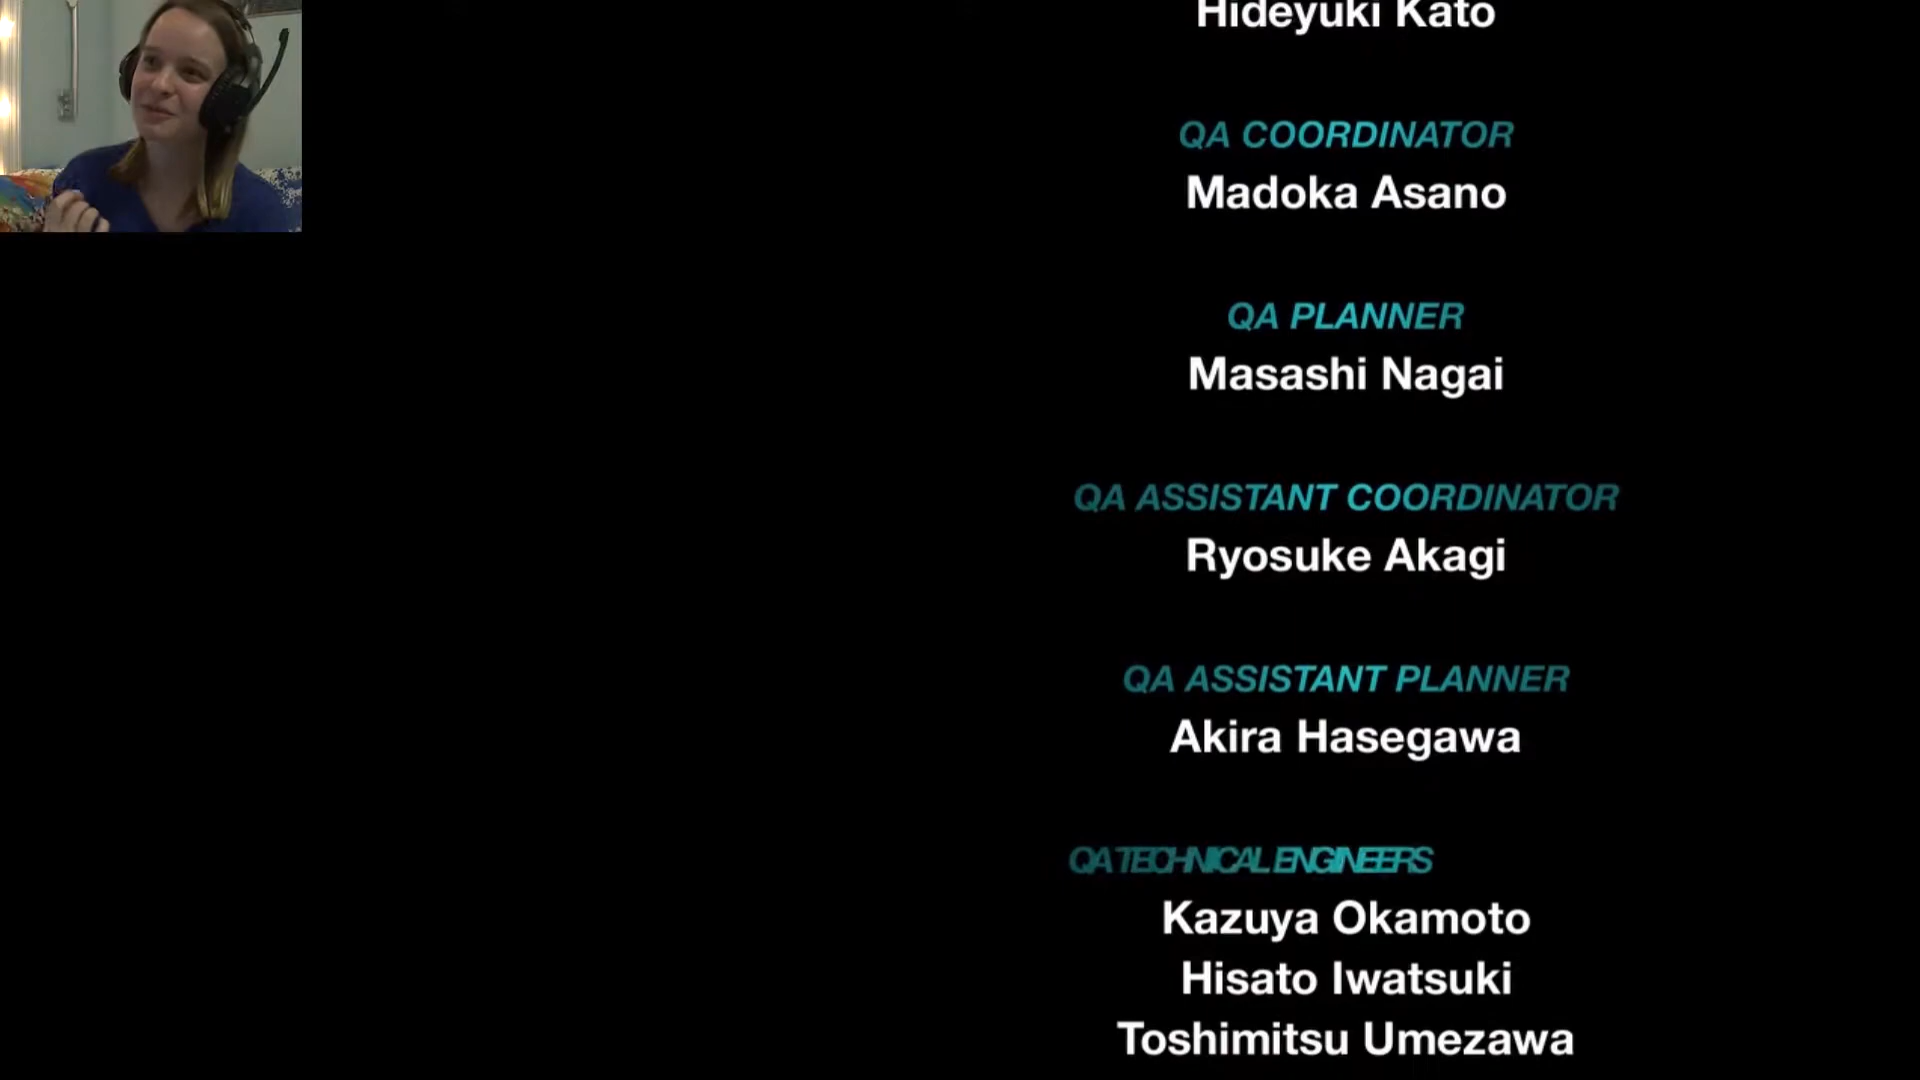 Hideyuki Kato
QA COORDINATOR
Madoka Asano
QA PLANNER
Masashi Nagai
QA ASSISTANT COORDINATOR
Ryosuke Akagi
QA ASSISTANT PLANNER
Akira Hasegawa
QA TECHNICAL ENGINEERS
Kazuya Okamoto
Hisato Iwatsuki
Toshimitsu Umezawa